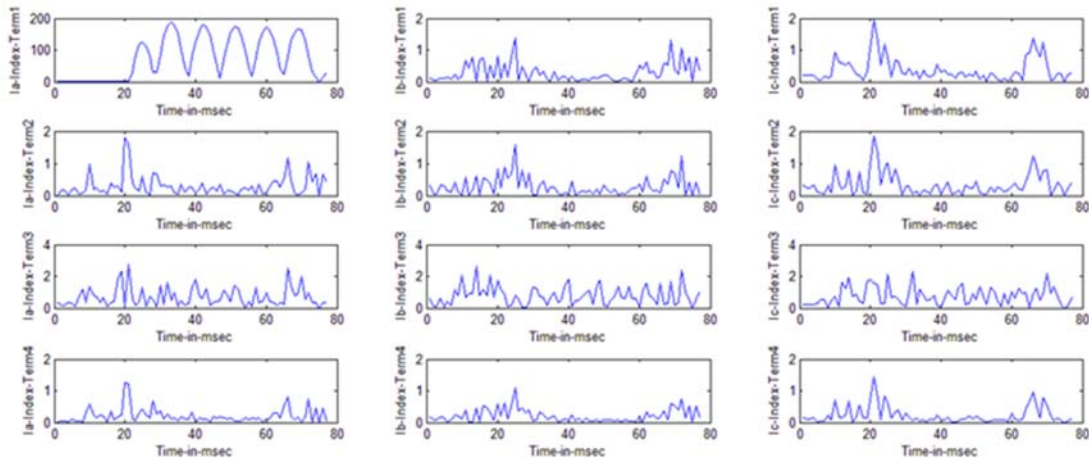 Ia-Index-Term1
200
100
0
0 20 40 60 80
Time-in-msec
Ib-Index-Term1
2
1
0
0 20 40 60 80
Time-in-msec
Ic-Index-Term1
2
1
0
0 20 40 60 80
Time-in-msec
Ia-Index-Term2
2
1
0
0 20 40 60 80
Time-in-msec
Ib-Index-Term2
2
1
0
0 20 40 60 80
Time-in-msec
Ic-Index-Term2
2
1
0
0 20 40 60 80
Time-in-msec
Ia-Index-Term3
4
2
0
0 20 40 60 80
Time-in-msec
Ib-Index-Term3
4
2
0
0 20 40 60 80
Time-in-msec
Ic-Index-Term3
4
2
0
0 20 40 60 80
Time-in-msec
Ia-Index-Term4
2
1
0
0 20 40 60 80
Time-in-msec
Ib-Index-Term4
2
1
0
0 20 40 60 80
Time-in-msec
Ic-Index-Term4
2
1
0
0 20 40 60 80
Time-in-msec